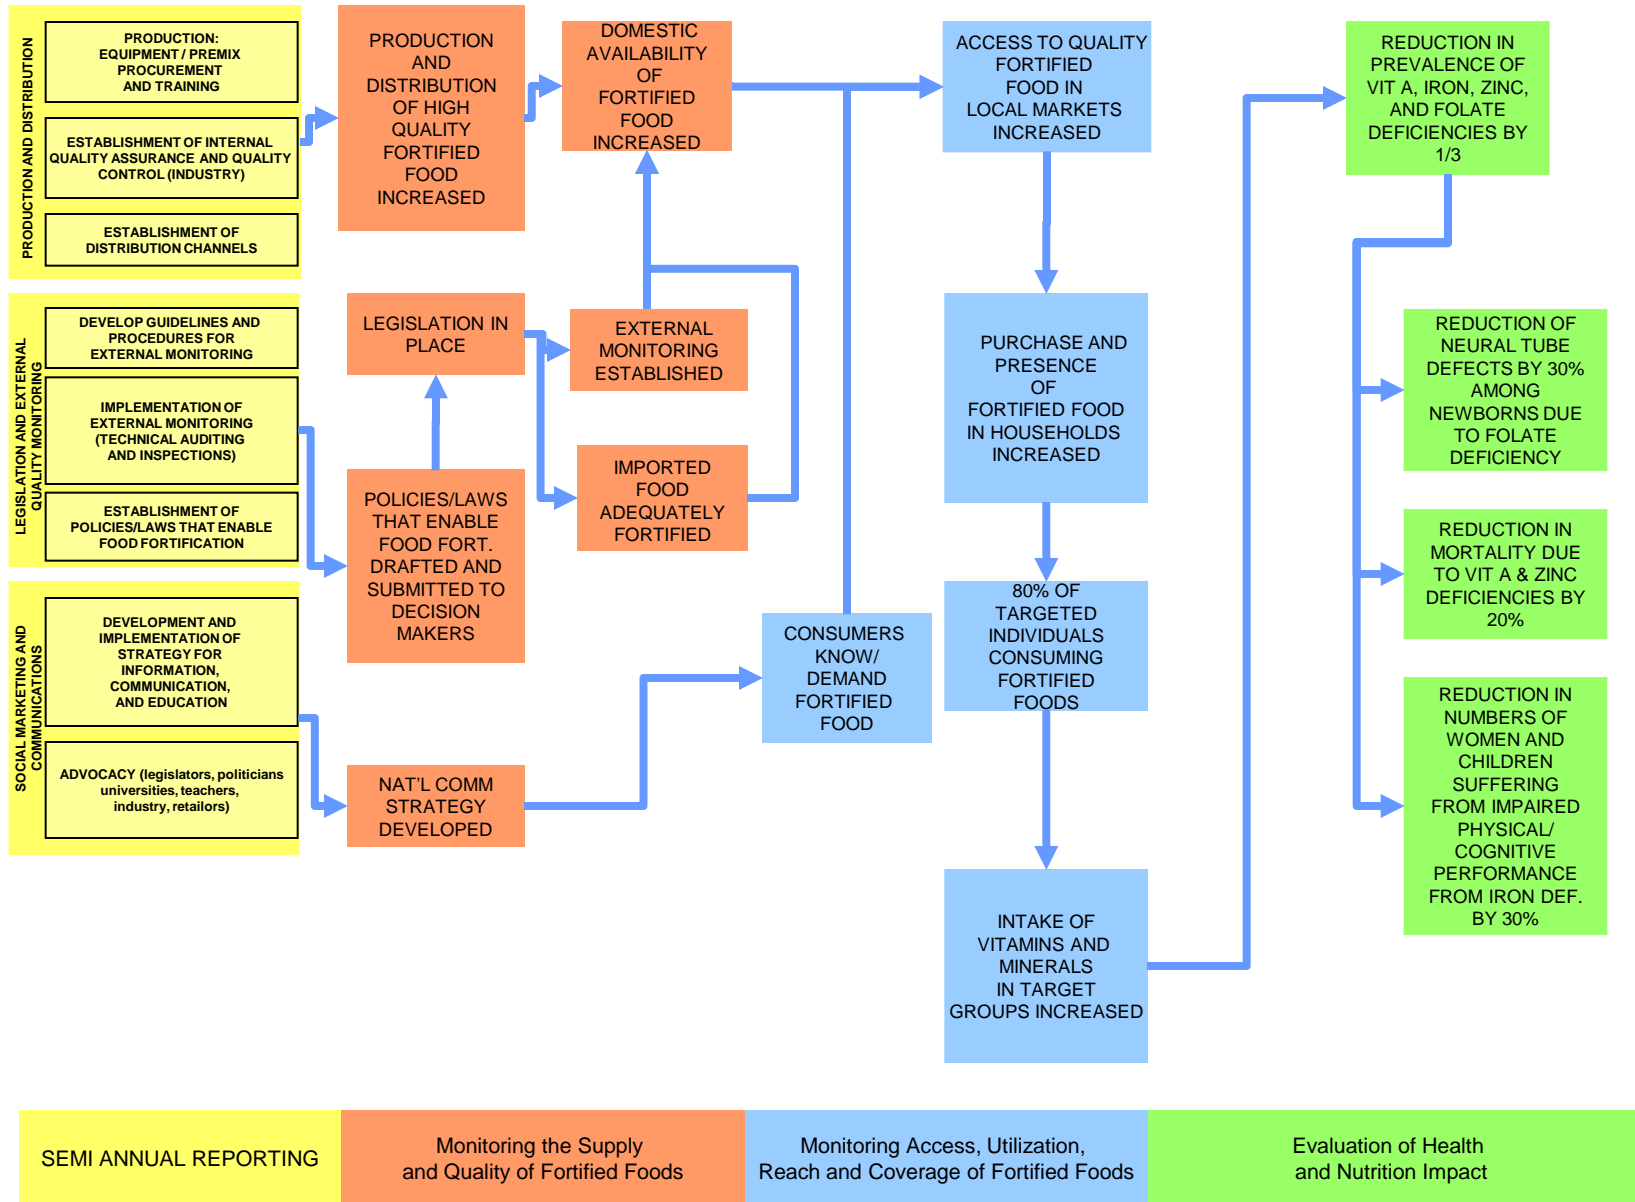 PRODUCTION AND DISTRIBUTION
PRODUCTION:
EQUIPMENT / PREMIX
PROCUREMENT
AND TRAINING
ESTABLISHMENT OF INTERNAL
QUALITY ASSURANCE AND QUALITY
CONTROL (INDUSTRY)
ESTABLISHMENT OF
DISTRIBUTION CHANNELS
LEGISLATION AND EXTERNAL
QUALITY MONITORING
DEVELOP GUIDELINES AND
PROCEDURES FOR
EXTERNAL MONITORING
IMPLEMENTATION OF
EXTERNAL MONITORING
(TECHNICAL AUDITING
AND INSPECTIONS)
ESTABLISHMENT OF
POLICIES/LAWS THAT ENABLE
FOOD FORTIFICATION
SOCIAL MARKETING AND
COMMUNICATIONS
DEVELOPMENT AND
IMPLEMENTATION OF
STRATEGY FOR
INFORMATION,
COMMUNICATION,
AND EDUCATION
ADVOCACY (legislators, politicians
universities, teachers,
industry, retailors)
PRODUCTION
AND
DISTRIBUTION
OF HIGH
QUALITY
FORTIFIED
FOOD
INCREASED
DOMESTIC
AVAILABILITY
OF
FORTIFIED
FOOD
INCREASED
LEGISLATION IN
PLACE
EXTERNAL
MONITORING
ESTABLISHED
IMPORTED
FOOD
ADEQUATELY
FORTIFIED
POLICIES/LAWS
THAT ENABLE
FOOD FORT.
DRAFTED AND
SUBMITTED TO
DECISION
MAKERS
NAT'L COMM
STRATEGY
DEVELOPED
CONSUMERS
KNOW/
DEMAND
FORTIFIED
FOOD
ACCESS TO QUALITY
FORTIFIED
FOOD IN
LOCAL MARKETS
INCREASED
PURCHASE AND
PRESENCE
OF
FORTIFIED FOOD
IN HOUSEHOLDS
INCREASED
80% OF
TARGETED
INDIVIDUALS
CONSUMING
FORTIFIED
FOODS
INTAKE OF
VITAMINS AND
MINERALS
IN TARGET
GROUPS INCREASED
REDUCTION IN
PREVALENCE OF
VIT A, IRON, ZINC,
AND FOLATE
DEFICIENCIES BY
1/3
REDUCTION OF
NEURAL TUBE
DEFECTS BY 30%
AMONG
NEWBORNS DUE
TO FOLATE
DEFICIENCY
REDUCTION IN
MORTALITY DUE
TO VIT A & ZINC
DEFICIENCIES BY
20%
REDUCTION IN
NUMBERS OF
WOMEN AND
CHILDREN
SUFFERING
FROM IMPAIRED
PHYSICAL/
COGNITIVE
PERFORMANCE
FROM IRON DEF.
BY 30%
SEMI ANNUAL REPORTING
Monitoring the Supply
and Quality of Fortified Foods
Monitoring Access, Utilization,
Reach and Coverage of Fortified Foods
Evaluation of Health
and Nutrition Impact